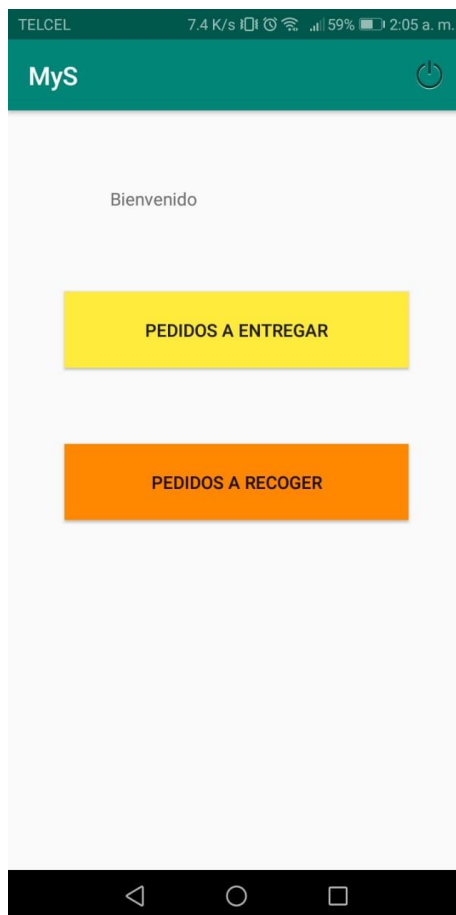 TELCEL 7.4 K/s 59% 2:05 a. m.
MyS
Bienvenido
PEDIDOS A ENTREGAR
PEDIDOS A RECOGER